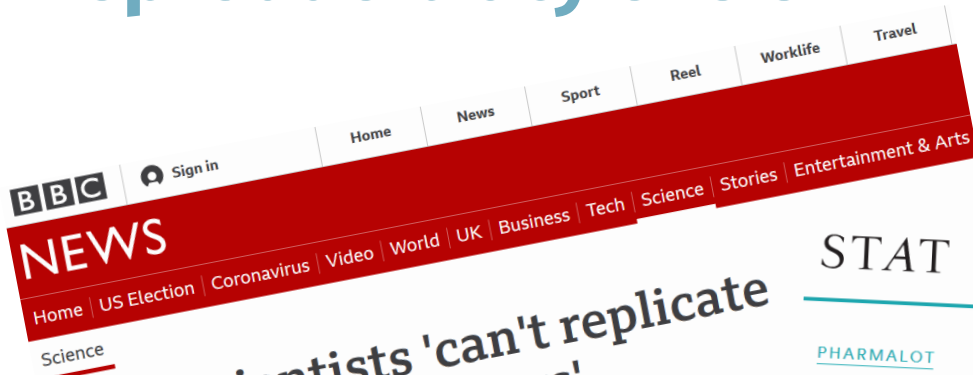 Home News Sport Reel Worklife Travel
BBC Sign in
NEWS
Home US Election Coronavirus Video World UK Business Tech Science Stories Entertainment & Arts
Science
'can't replicate
STAT
PHARMALOT